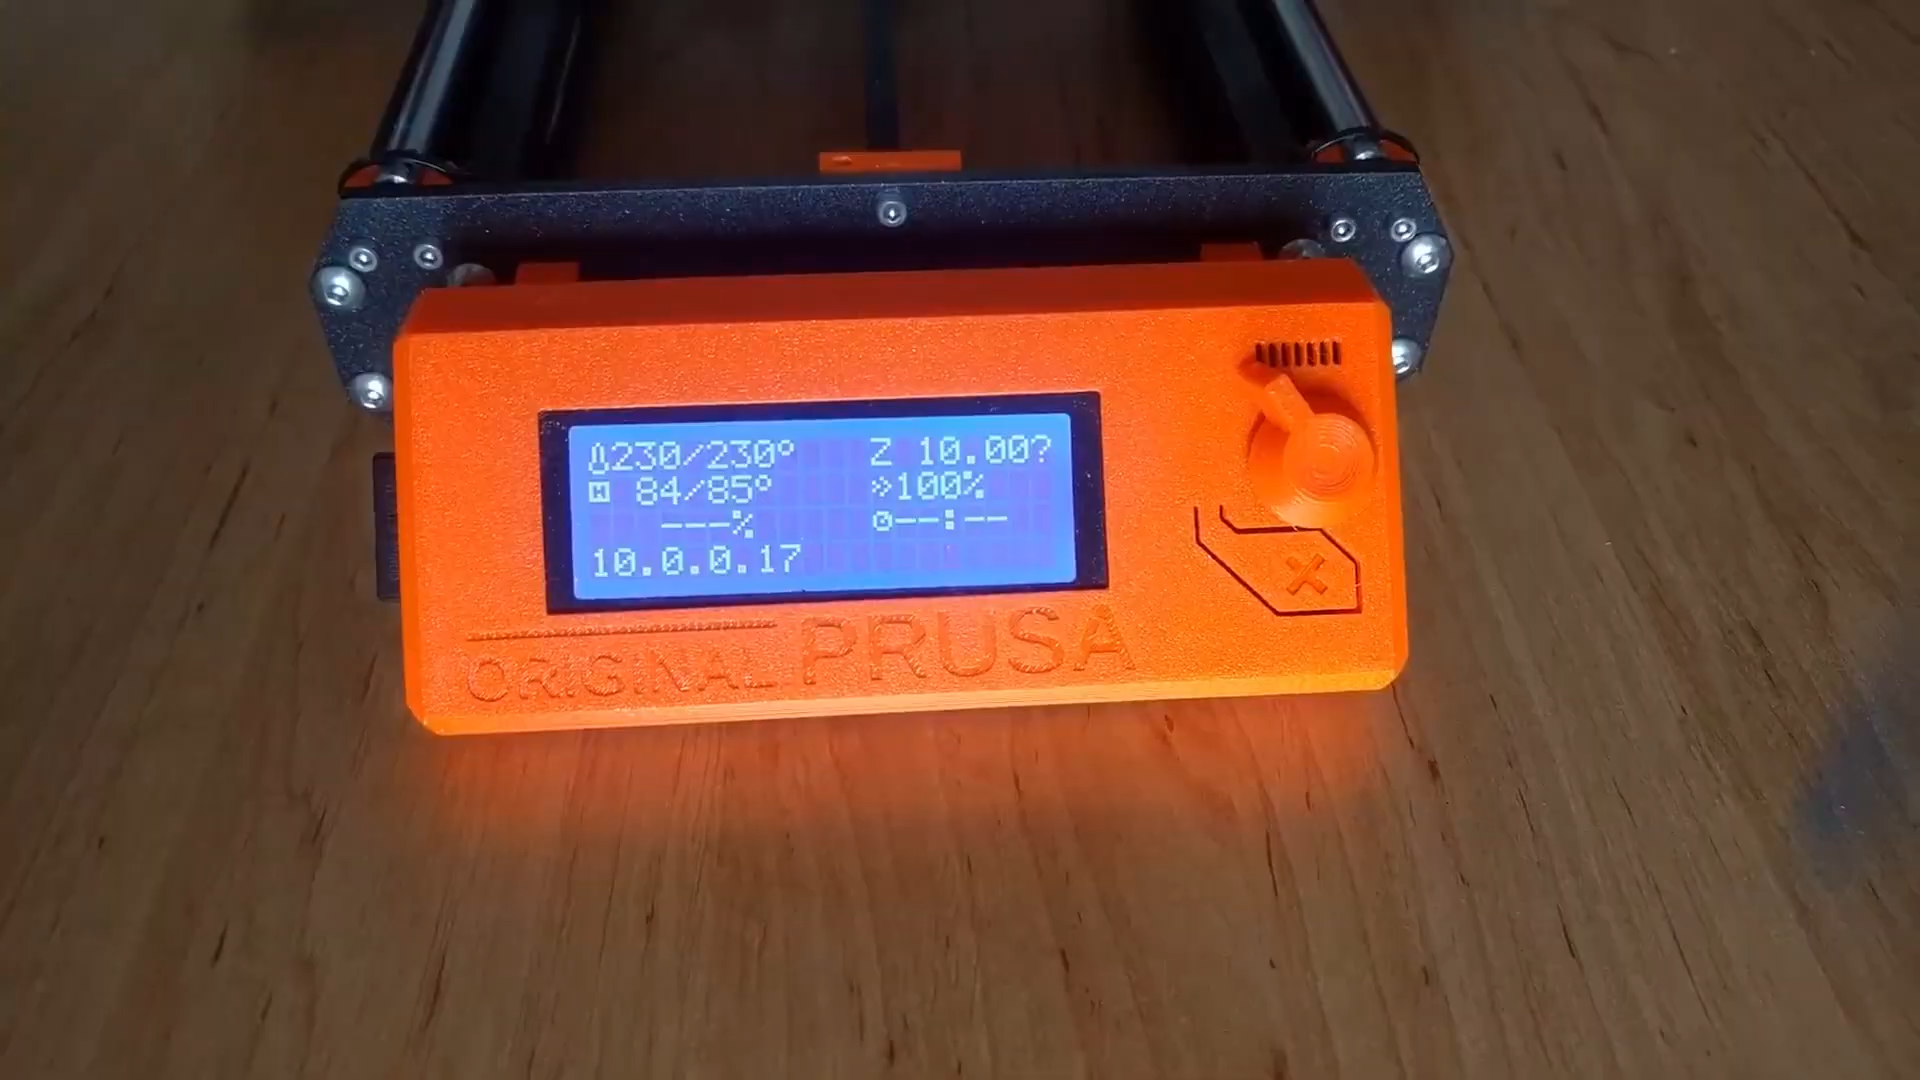 230/230° Z 10.00?
84/85° »100%
---% --:--
10.0.0.17
ORIGINAL PRUSA